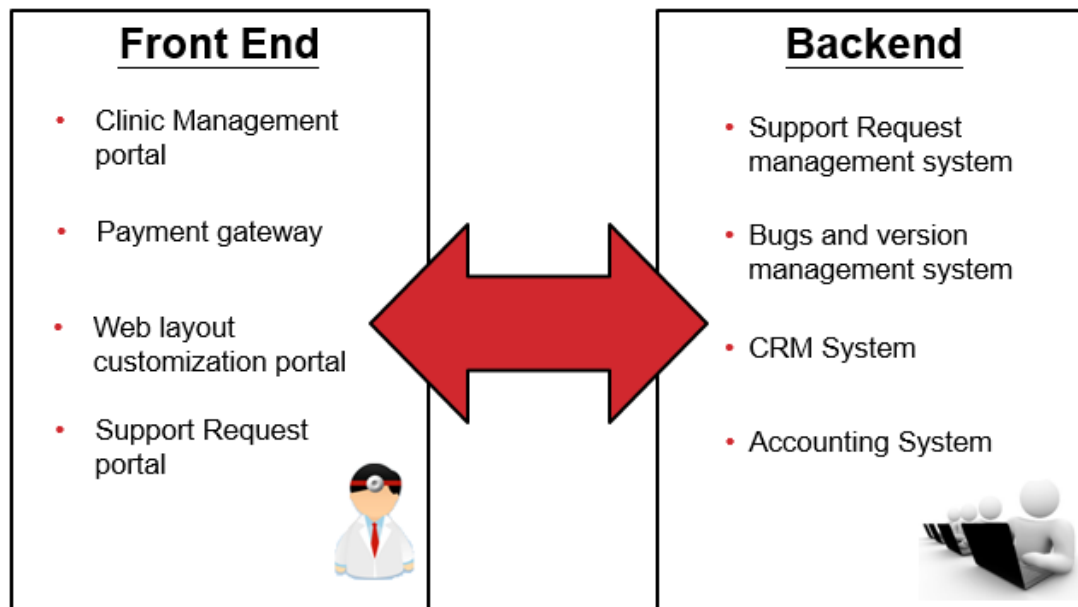 Front End
• Clinic Management
portal
• Payment gateway
• Web layout
customization portal
• Support Request
portal
Backend
• Support Request
management system
• Bugs and version
management system
• CRM System
• Accounting System